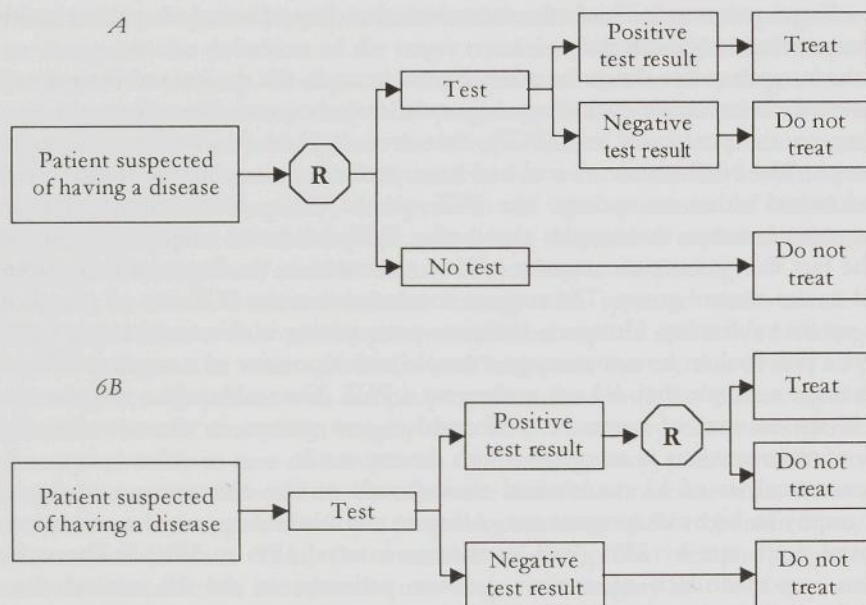 A
Positive
test result
Treat
Test
Negative
test result
Do not
treat
Patient suspected
of having a disease
R
No test
Do not
treat
6B
Positive
test result
R
Treat
Do not
treat
Patient suspected
of having a disease
Test
Negative
test result
Do not
treat